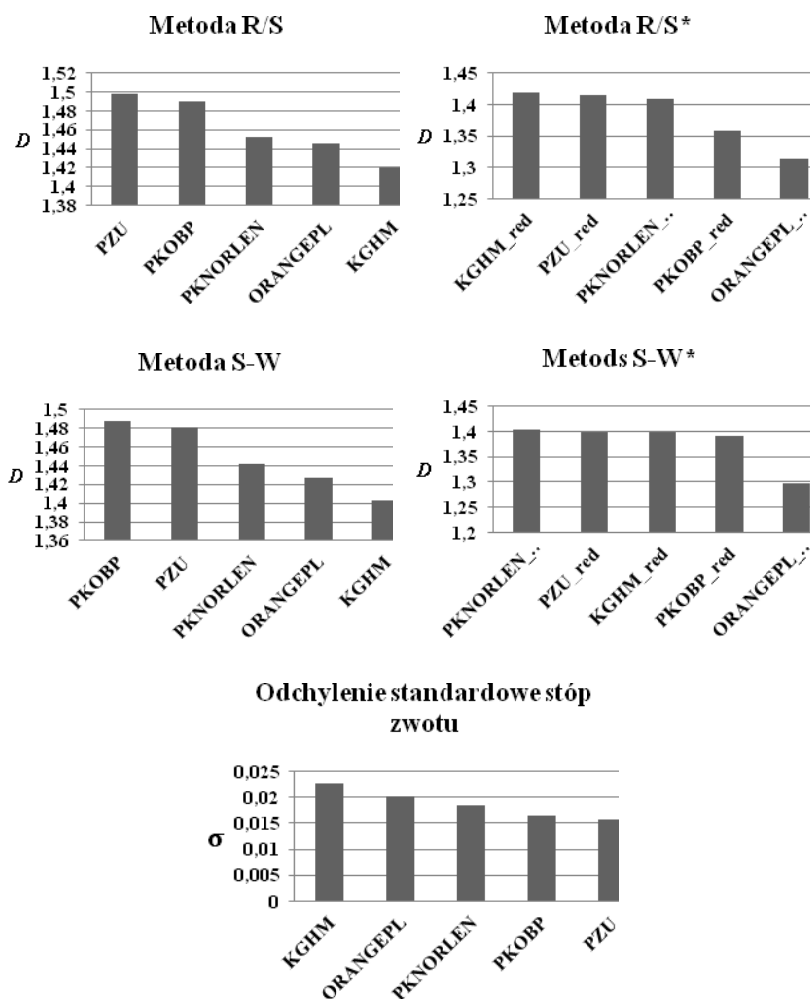 Metoda R/S
1,52
1,5
1,48
1,46
1,44
1,42
1,4
1,38
D
PZU
PKOBP
PKNORLEN
ORANGEPL
KGHM
Metoda R/S*
1,45
1,4
1,35
1,3
1,25
D
KGHM_red
PZU_red
PKNORLEN_..
PKOBP_red
ORANGEPL_..
Metoda S-W
1,5
1,48
1,46
1,44
1,42
1,4
1,38
1,36
D
PKOBP
PZU
PKNORLEN
ORANGEPL
KGHM
Metods S-W*
1,45
1,4
1,35
1,3
1,25
1,2
D
PKNORLEN_..
PZU_red
KGHM_red
PKOBP_red
ORANGEPL_..
Odchylenie standardowe stóp
zwotu
0,025
0,02
0,015
0,01
0,005
0
σ
KGHM
ORANGEPL
PKNORLEN
PKOBP
PZU